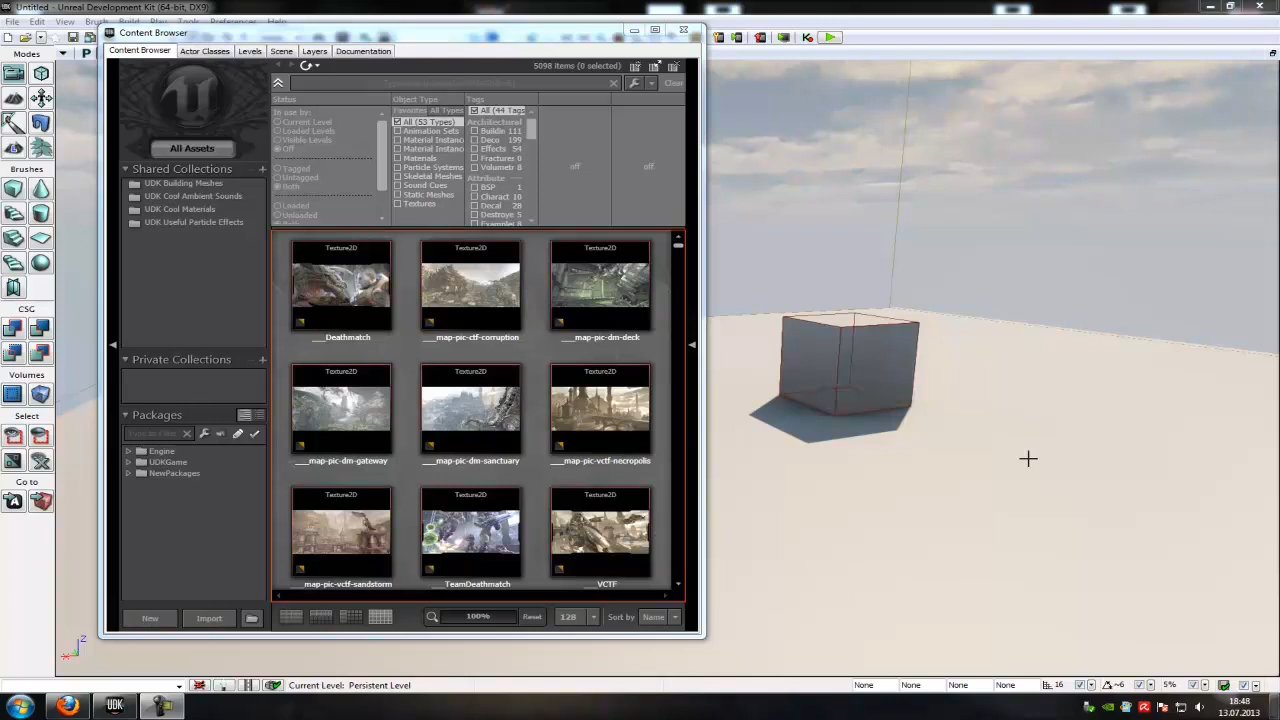 Untitled - Unreal Development Kit (64-bit, DX9)
File Edit View Brush Build Play Tools Preferences Help
Modes
Brushes
CSG
Volumes
Select
Go to
Content Browser
Content Browser Actor Classes Levels Scene Layers Documentation
5098 items (0 selected)
Clear
All Assets
Shared Collections
UDK Building Meshes
UDK Cool Ambient Sounds
UDK Cool Materials
UDK Useful Particle Effects
Private Collections
Packages
Engine
UDKGame
NewPackages
New Import
Status
In use by:
Current Level
Loaded Levels
Visible Levels
Off
Tagged
Untagged
Both
Loaded
Unloaded
Object Type
Favorites All Types
All (53 Types)
Animation Sets
Material Instanc
Materials
Particle Systems
Skeletal Meshes
Sound Cues
Static Meshes
Textures
Tags
All (44 Tags
Architectural
Buildin 111
Deco 199
Effects 54
Fractures 0
Volumetr 8
Attribute
BSP 1
Charact 10
Decal 28
Destroye 5
Examples 8
off off
Texture2D Texture2D Texture2D
___Deathmatch ___map-pic-ctf-corruption ___map-pic-dm-deck
Texture2D Texture2D Texture2D
___map-pic-dm-gateway ___map-pic-dm-sanctuary ___map-pic-vctf-necropolis
Texture2D Texture2D Texture2D
___map-pic-vctf-sandstorm ___TeamDeathmatch ___VCTF
100% Reset 128 Sort by Name
Z
X
Current Level: Persistent Level
None None None None 16 ~6 5%
UDK
18:48
13.07.2013